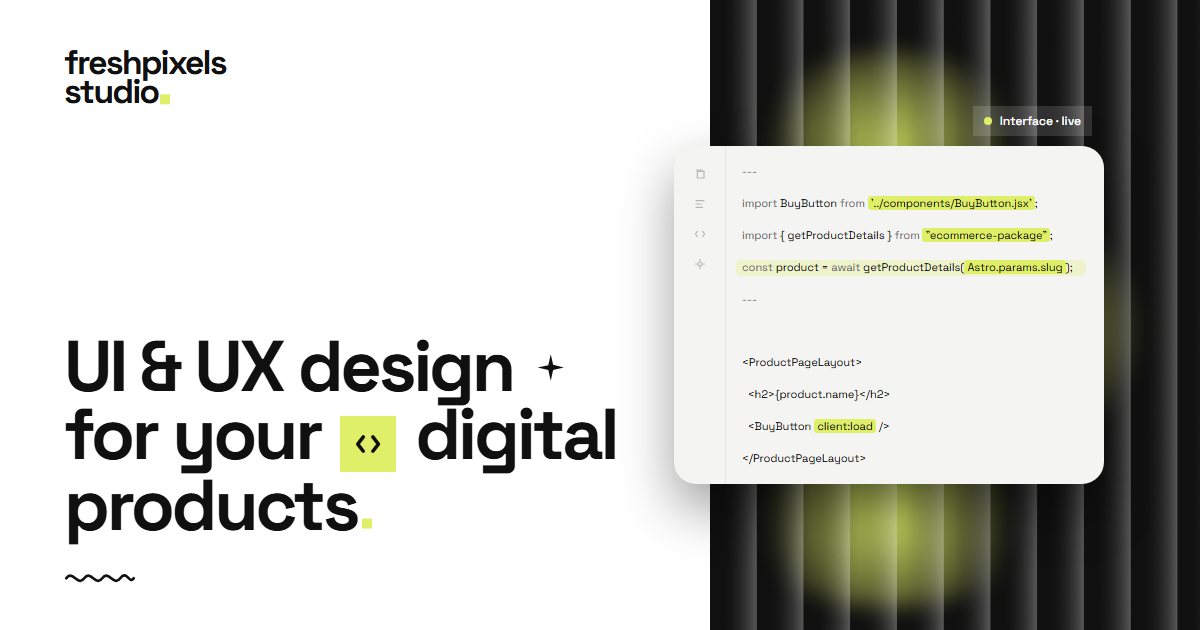 freshpixels
studio.
UI & UX design
for your <> digital
products.
Interface · live
---
import BuyButton from '../components/BuyButton.jsx';
import { getProductDetails } from "ecommerce-package";
const product = await getProductDetails(Astro.params.slug);
---
<ProductPageLayout>
<h2>{product.name}</h2>
<BuyButton client:load />
</ProductPageLayout>